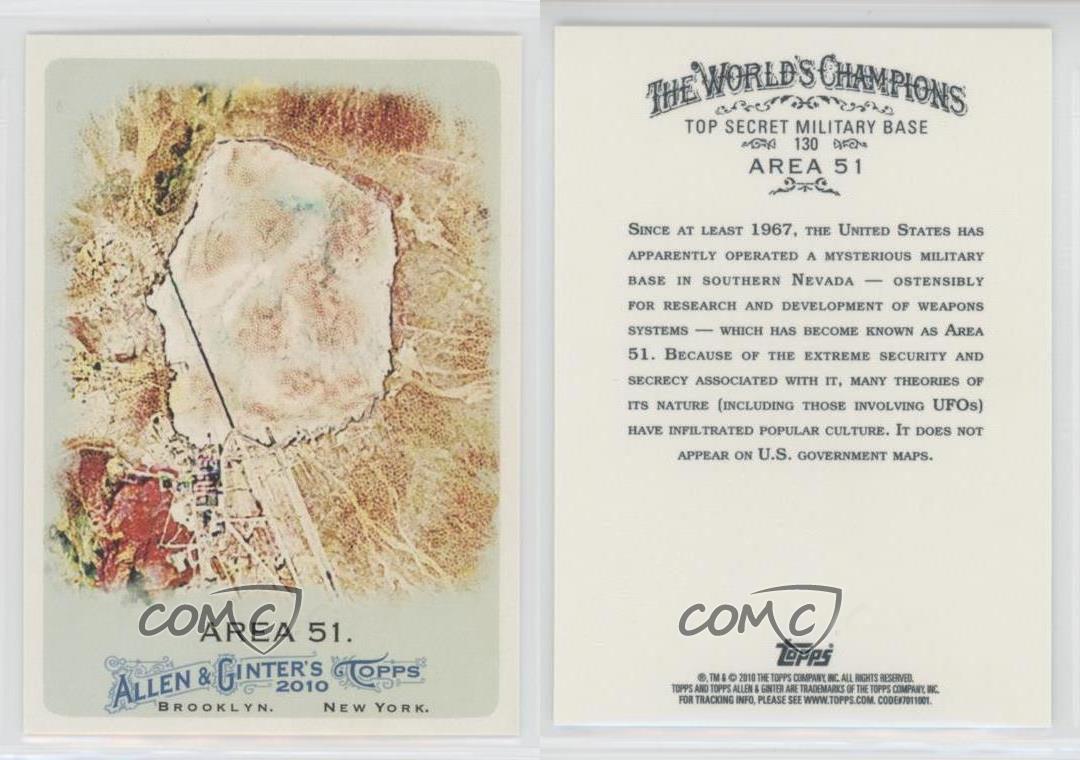 COMC
AREA 51.
ALLEN & GINTER'S TOPPS
2010
BROOKLYN. NEW YORK.
THE WORLD'S CHAMPIONS
TOP SECRET MILITARY BASE
130
AREA 51
SINCE AT LEAST 1967, THE UNITED STATES HAS
APPARENTLY OPERATED A MYSTERIOUS MILITARY
BASE IN SOUTHERN NEVADA — OSTENSIBLY
FOR RESEARCH AND DEVELOPMENT OF WEAPONS
SYSTEMS — WHICH HAS BECOME KNOWN AS AREA
51. BECAUSE OF THE EXTREME SECURITY AND
SECRECY ASSOCIATED WITH IT, MANY THEORIES OF
ITS NATURE (INCLUDING THOSE INVOLVING UFOS)
HAVE INFILTRATED POPULAR CULTURE. IT DOES NOT
APPEAR ON U.S. GOVERNMENT MAPS.
COMC
TOPPS
®, TM & © 2010 THE TOPPS COMPANY, INC. ALL RIGHTS RESERVED.
TOPPS AND TOPPS ALLEN & GINTER ARE TRADEMARKS OF THE TOPPS COMPANY, INC.
FOR TRACKING INFO, PLEASE SEE WWW.TOPPS.COM. CODE#7011001.